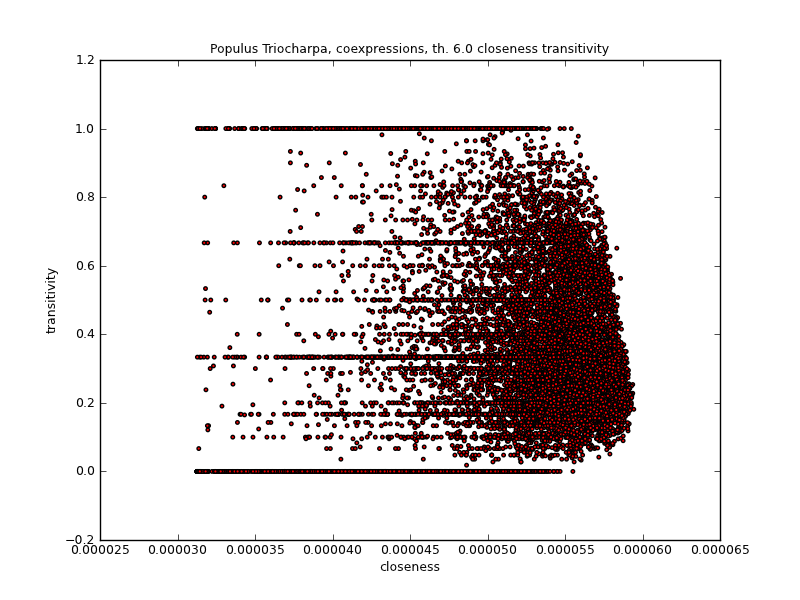 Populus Triocharpa, coexpressions, th. 6.0 closeness transitivity
1.2
1.0
0.8
0.6
0.4
0.2
0.0
−0.2
transitivity
0.000025 0.000030 0.000035 0.000040 0.000045 0.000050 0.000055 0.000060 0.000065
closeness